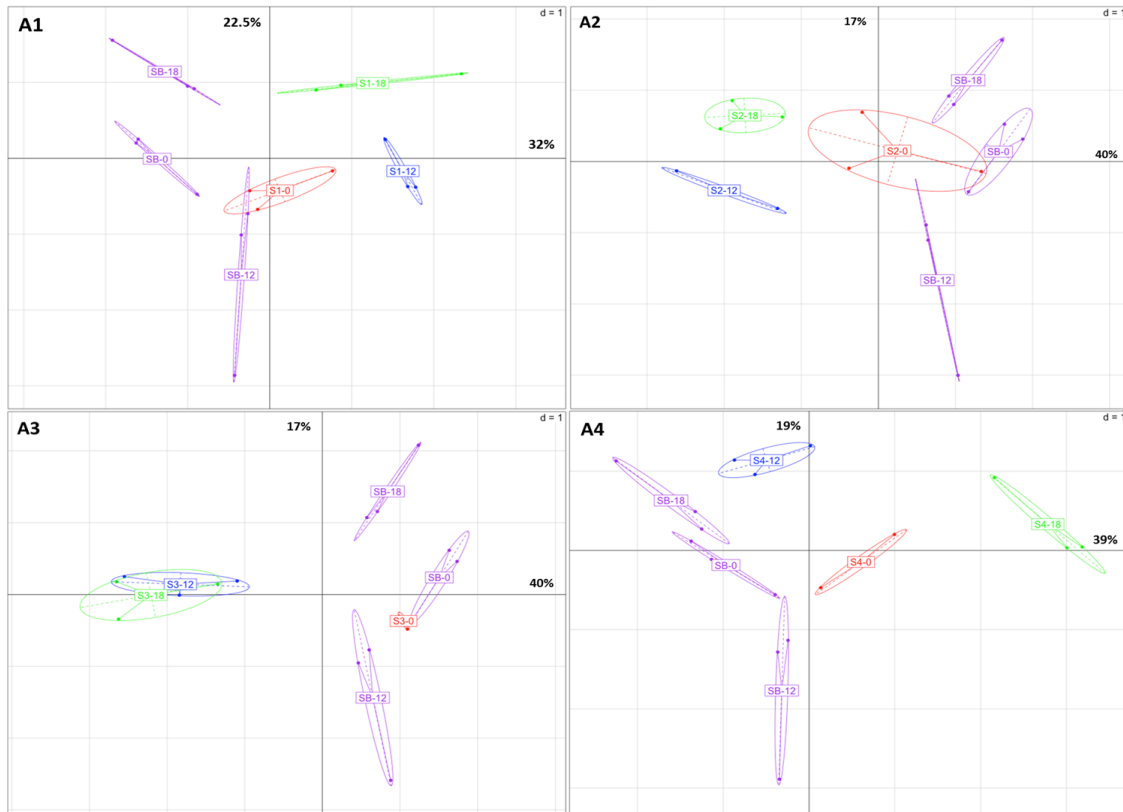 A1
22.5%
d = 1
SB-18
S1-18
32%
SB-0
S1-12
S1-0
SB-12
A2
17%
d = 1
SB-18
S2-18
SB-0
S2-0
40%
S2-12
SB-12
A3
17%
d = 1
SB-18
SB-0
40%
S3-12
S3-18
S3-0
SB-12
A4
19%
d = 1
S4-12
SB-18
S4-18
39%
SB-0
S4-0
SB-12